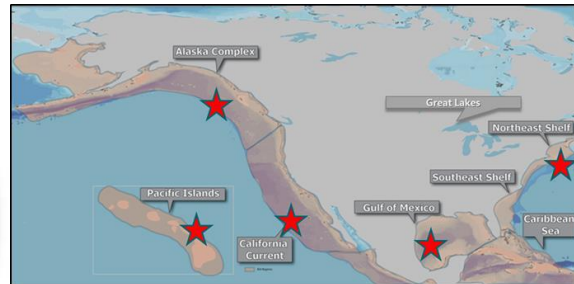 Alaska Complex
Great Lakes
Northeast Shelf
Southeast Shelf
Pacific Islands
Gulf of Mexico
Caribbean
Sea
California
Current